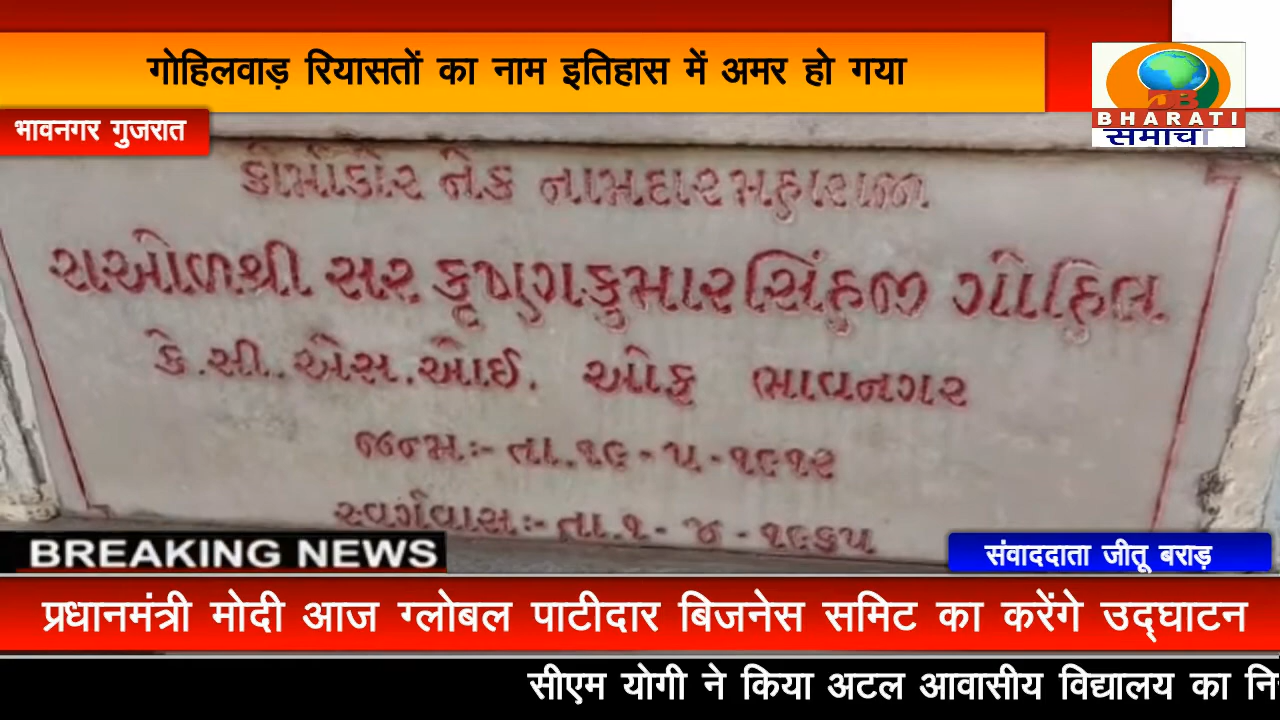 गोहिलवाड़ रियासतों का नाम इतिहास में अमर हो गया
DB
BHARATI
समाचा
भावनगर गुजरात
નેક નામદાર મહારાજા
રાઓળશ્રી સર કૃષ્ણકુમારસિંહજી ગોહિલ
કે.સી.એસ.આઈ. ઓફ ભાવનગર
જન્મઃ- તા.૧૯-૫-૧૯૧૨
સ્વર્ગવાસઃ- તા.૧-૪-૧૯૬૫
BREAKING NEWS
संवाददाता जीतू बराड़
प्रधानमंत्री मोदी आज ग्लोबल पाटीदार बिजनेस समिट का करेंगे उद्घाटन
सीएम योगी ने किया अटल आवासीय विद्यालय का नि